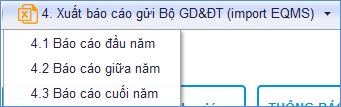 4. Xuất báo cáo gửi Bộ GD&ĐT (import EQMS)
4.1 Báo cáo đầu năm
4.2 Báo cáo giữa năm
4.3 Báo cáo cuối năm